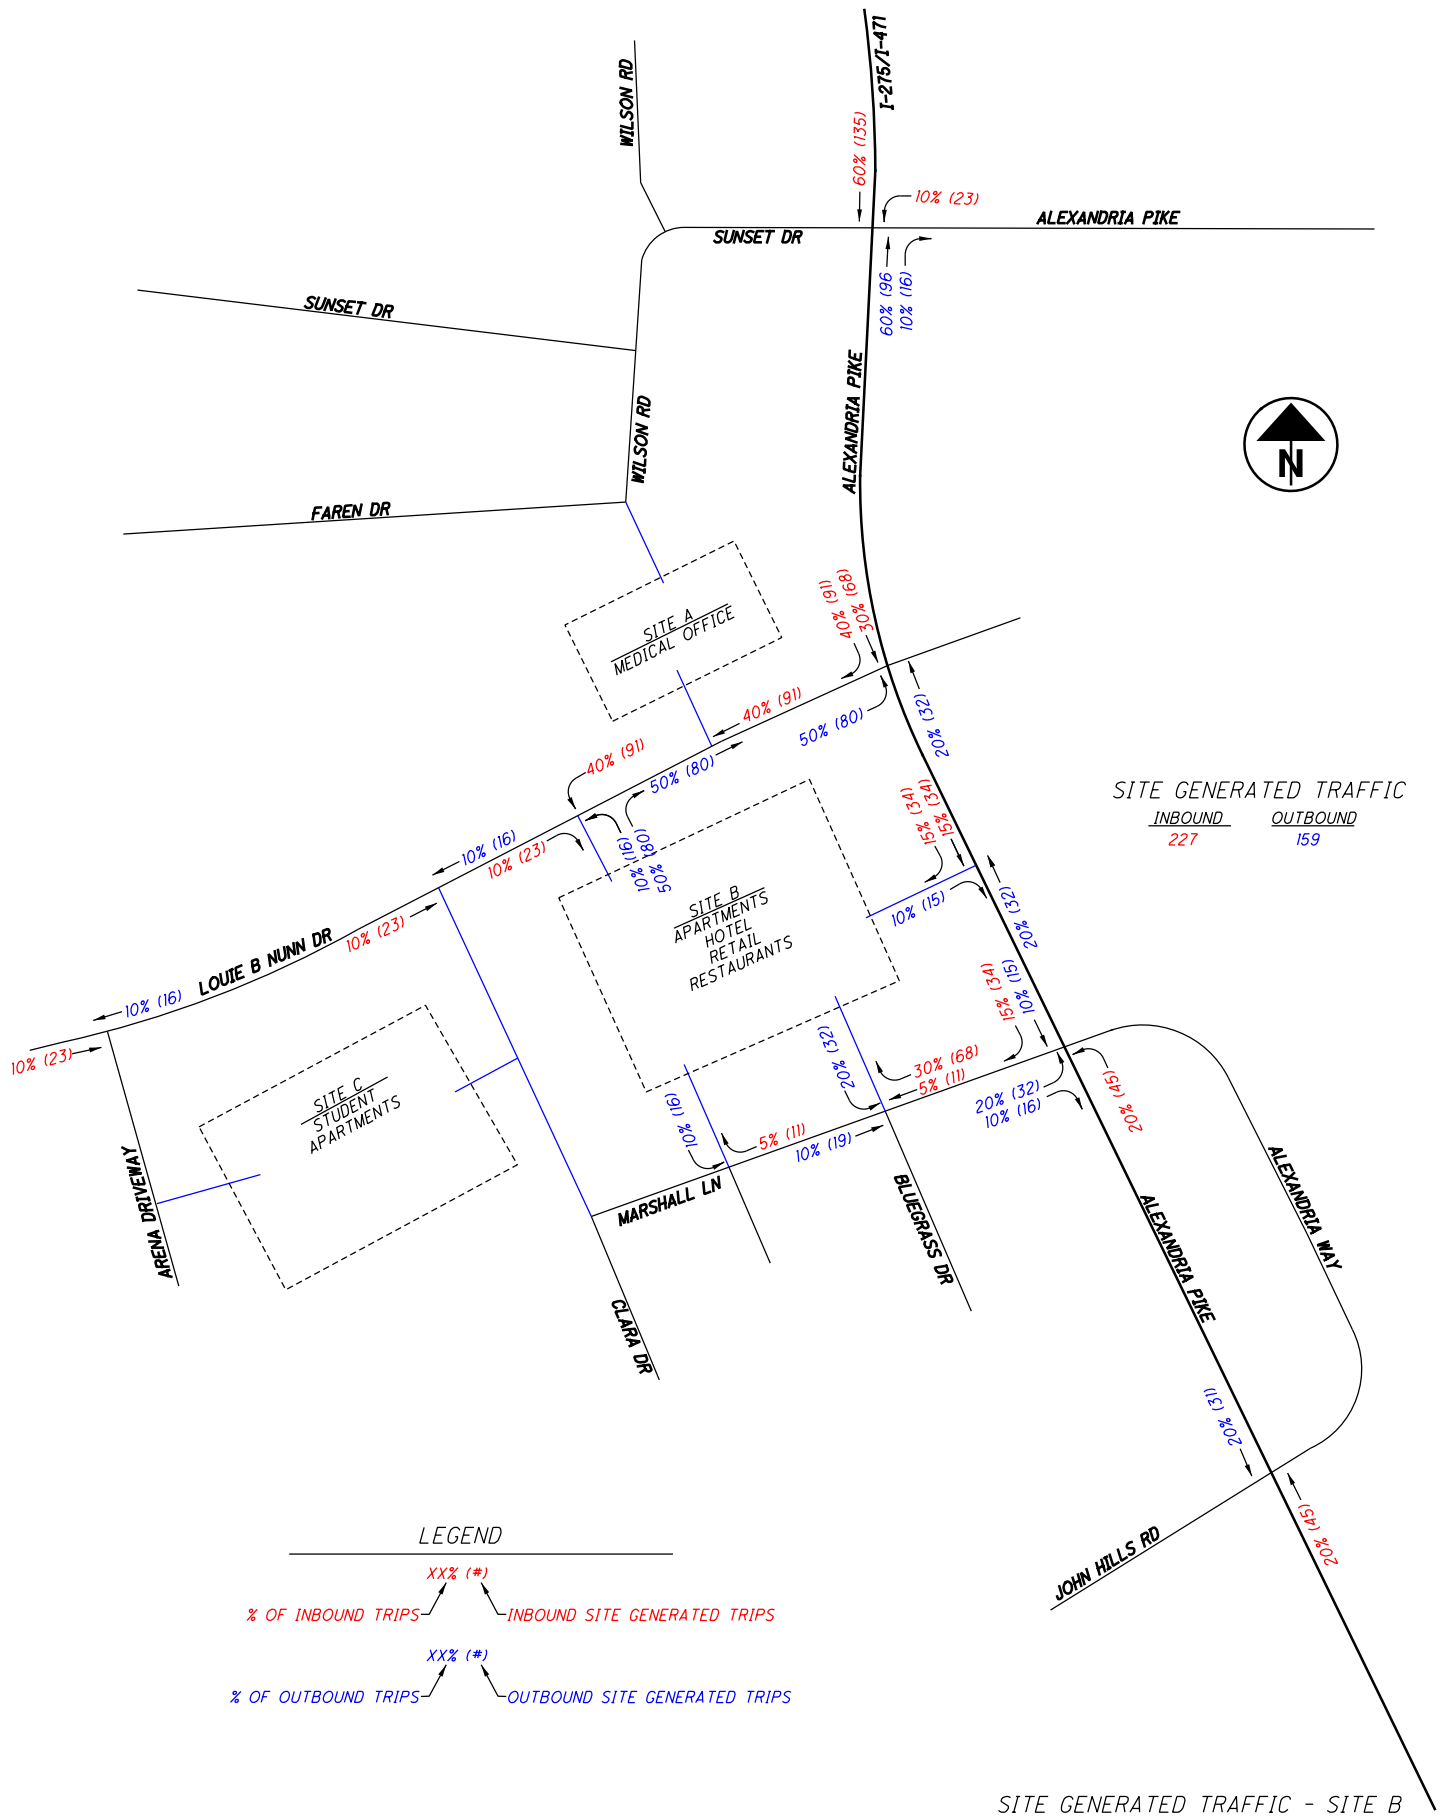 I-275/I-471
WILSON RD
60% (135)
10% (23)
ALEXANDRIA PIKE
SUNSET DR
60% (96
10% (16)
SUNSET DR
ALEXANDRIA PIKE
WILSON RD
FAREN DR
N
SITE A
MEDICAL OFFICE
40% (91)
30% (68)
40% (91)
50% (80)
20% (32)
40% (91)
50% (80)
15% (34)
15% (34)
SITE GENERATED TRAFFIC
INBOUND OUTBOUND
227 159
10% (16)
10% (23)
10% (16)
50% (80)
SITE B
APARTMENTS
HOTEL
RETAIL
RESTAURANTS
10% (15)
20% (32)
10% (23)
LOUIE B NUNN DR
10% (16)
10% (23)
15% (34)
10% (15)
20% (32)
30% (68)
5% (11)
20% (32)
10% (16)
20% (45)
SITE C
STUDENT
APARTMENTS
10% (16)
5% (11)
10% (19)
MARSHALL LN
BLUEGRASS DR
ARENA DRIVEWAY
CLARA DR
ALEXANDRIA WAY
ALEXANDRIA PIKE
20% (31)
20% (45)
JOHN HILLS RD
LEGEND
XX% (#)
% OF INBOUND TRIPS INBOUND SITE GENERATED TRIPS
XX% (#)
% OF OUTBOUND TRIPS OUTBOUND SITE GENERATED TRIPS
SITE GENERATED TRAFFIC - SITE B